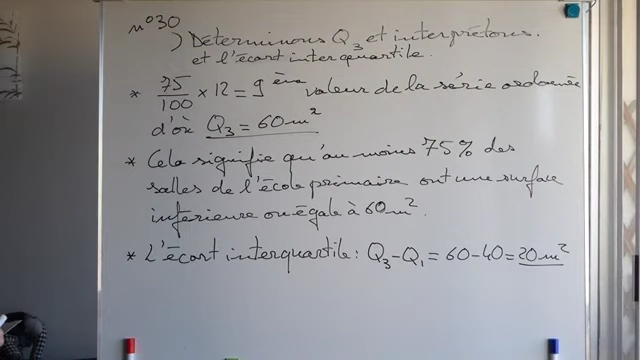 n°30
) Déterminons Q₃ et interprétons.
et l'écart interquartile.
* 75/100 × 12 = 9 ème valeur de la série ordonnée
d'où Q₃ = 60 m²
* Cela signifie qu'au moins 75% des
salles de l'école primaire ont une surface
inférieure ou égale à 60 m².
* L'écart interquartile : Q₃ - Q₁ = 60 - 40 = 20 m²